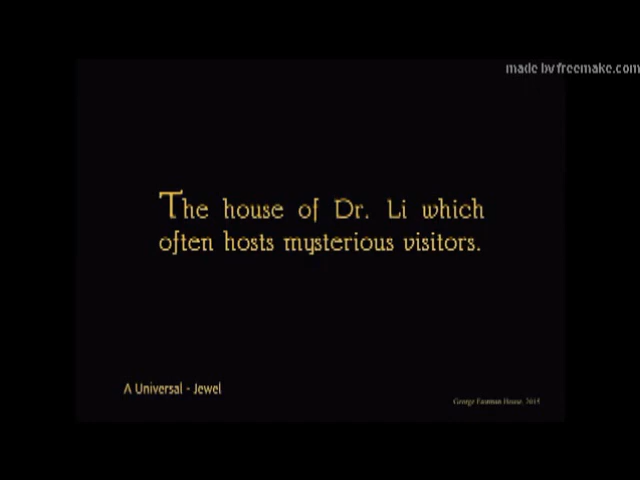 made by freemake.com
The house of Dr. Li which
often hosts mysterious visitors.
A Universal - Jewel
George Eastman House, 2015